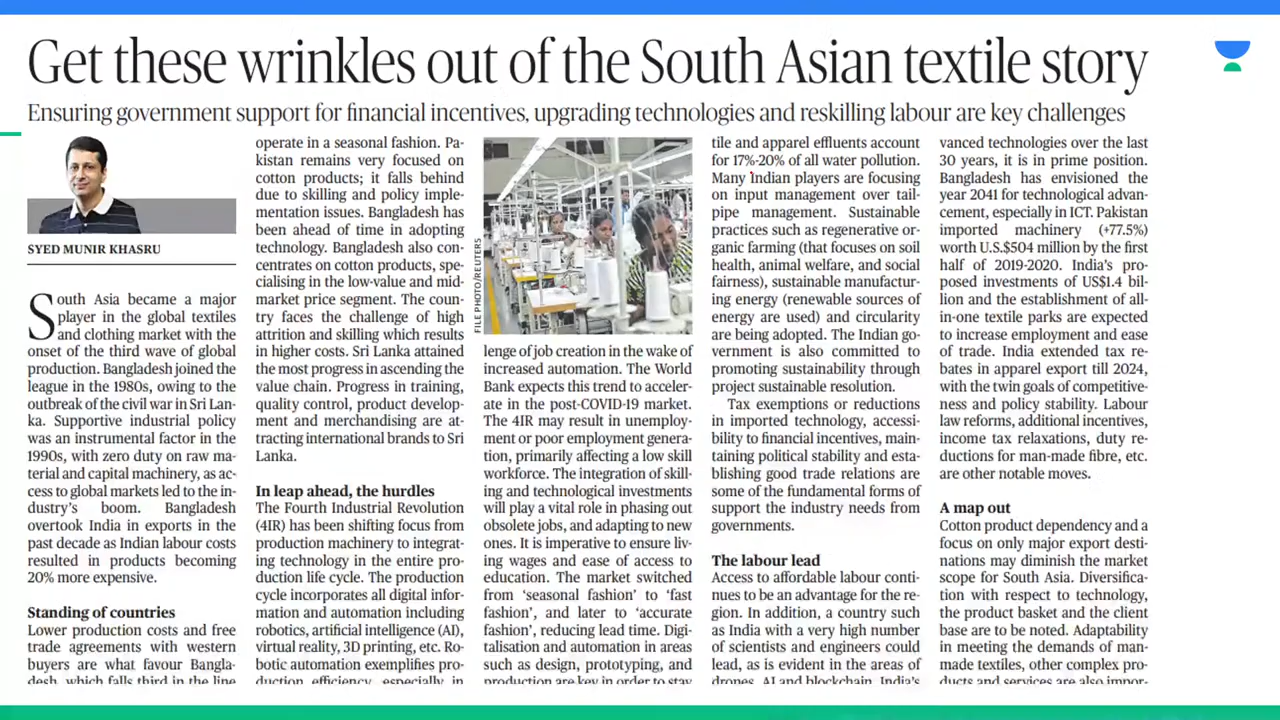 Get these wrinkles out of the South Asian textile story
Ensuring government support for financial incentives, upgrading technologies and reskilling labour are key challenges
SYED MUNIR KHASRU
South Asia became a major
player in the global textiles
and clothing market with the
onset of the third wave of global
production. Bangladesh joined the
league in the 1980s, owing to the
outbreak of the civil war in Sri Lan-
ka. Supportive industrial policy
was an instrumental factor in the
1990s, with zero duty on raw ma-
terial and capital machinery, as ac-
cess to global markets led to the in-
dustry's boom. Bangladesh
overtook India in exports in the
past decade as Indian labour costs
resulted in products becoming
20% more expensive.
Standing of countries
Lower production costs and free
trade agreements with western
buyers are what favour Bangla-
desh, which falls third in the line
operate in a seasonal fashion. Pa-
kistan remains very focused on
cotton products; it falls behind
due to skilling and policy imple-
mentation issues. Bangladesh has
been ahead of time in adopting
technology. Bangladesh also con-
centrates on cotton products, spe-
cialising in the low-value and mid-
market price segment. The coun-
try faces the challenge of high
attrition and skilling which results
in higher costs. Sri Lanka attained
the most progress in ascending the
value chain. Progress in training,
quality control, product develop-
ment and merchandising are at-
tracting international brands to Sri
Lanka.
In leap ahead, the hurdles
The Fourth Industrial Revolution
(4IR) has been shifting focus from
production machinery to integrat-
ing technology in the entire pro-
duction life cycle. The production
cycle incorporates all digital infor-
mation and automation including
robotics, artificial intelligence (AI),
virtual reality, 3D printing, etc. Ro-
botic automation exemplifies pro-
duction efficiency, especially in
FILE PHOTO/REUTERS
lenge of job creation in the wake of
increased automation. The World
Bank expects this trend to acceler-
ate in the post-COVID-19 market.
The 4IR may result in unemploy-
ment or poor employment genera-
tion, primarily affecting a low skill
workforce. The integration of skill-
ing and technological investments
will play a vital role in phasing out
obsolete jobs, and adapting to new
ones. It is imperative to ensure liv-
ing wages and ease of access to
education. The market switched
from 'seasonal fashion' to 'fast
fashion', and later to 'accurate
fashion', reducing lead time. Digi-
talisation and automation in areas
such as design, prototyping, and
production are key in order to stay
tile and apparel effluents account
for 17%-20% of all water pollution.
Many Indian players are focusing
on input management over tail-
pipe management. Sustainable
practices such as regenerative or-
ganic farming (that focuses on soil
health, animal welfare, and social
fairness), sustainable manufactur-
ing energy (renewable sources of
energy are used) and circularity
are being adopted. The Indian go-
vernment is also committed to
promoting sustainability through
project sustainable resolution.
Tax exemptions or reductions
in imported technology, accessi-
bility to financial incentives, main-
taining political stability and esta-
blishing good trade relations are
some of the fundamental forms of
support the industry needs from
governments.
The labour lead
Access to affordable labour conti-
nues to be an advantage for the re-
gion. In addition, a country such
as India with a very high number
of scientists and engineers could
lead, as is evident in the areas of
drones, AI and blockchain. India's
vanced technologies over the last
30 years, it is in prime position.
Bangladesh has envisioned the
year 2041 for technological advan-
cement, especially in ICT. Pakistan
imported machinery (+77.5%)
worth U.S.$504 million by the first
half of 2019-2020. India's pro-
posed investments of US$1.4 bil-
lion and the establishment of all-
in-one textile parks are expected
to increase employment and ease
of trade. India extended tax re-
bates in apparel export till 2024,
with the twin goals of competitive-
ness and policy stability. Labour
law reforms, additional incentives,
income tax relaxations, duty re-
ductions for man-made fibre, etc.
are other notable moves.
A map out
Cotton product dependency and a
focus on only major export desti-
nations may diminish the market
scope for South Asia. Diversifica-
tion with respect to technology,
the product basket and the client
base are to be noted. Adaptability
in meeting the demands of man-
made textiles, other complex pro-
ducts and services are also impor-